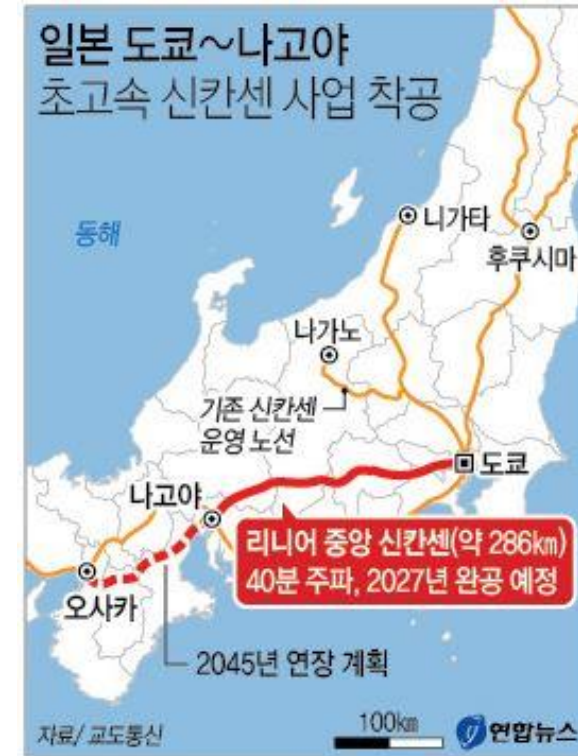 일본 도쿄~나고야
초고속 신칸센 사업 착공
동해
니가타
후쿠시마
나가노
기존 신칸센
운영 노선
도쿄
나고야
리니어 중앙 신칸센(약 286㎞)
40분 주파, 2027년 완공 예정
오사카
2045년 연장 계획
자료/ 교도통신
100㎞
연합뉴스